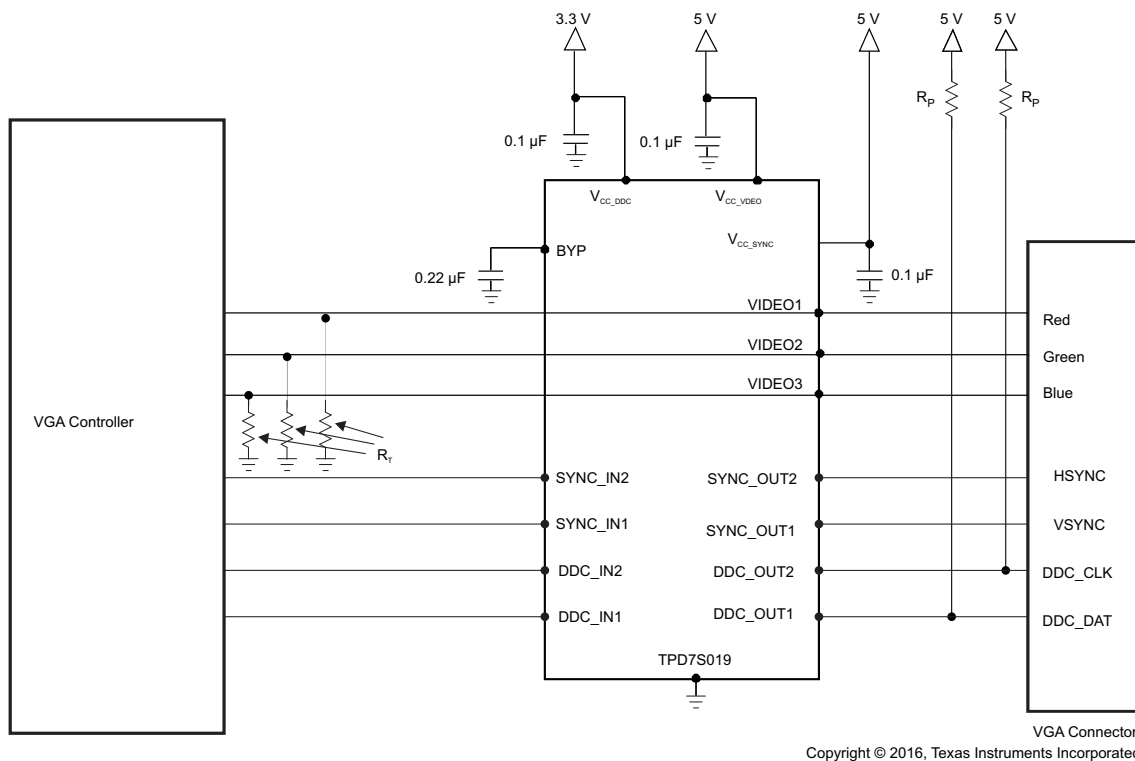 3.3 V
5 V
5 V
5 V
5 V
R_P
R_P
0.1 µF
0.1 µF
V_CC_DDC
V_CC_VDEO
V_CC_SYNC
BYP
0.22 µF
0.1 µF
VIDEO1
Red
VIDEO2
Green
VIDEO3
Blue
VGA Controller
R_T
SYNC_IN2
SYNC_OUT2
HSYNC
SYNC_IN1
SYNC_OUT1
VSYNC
DDC_IN2
DDC_OUT2
DDC_CLK
DDC_IN1
DDC_OUT1
DDC_DAT
TPD7S019
VGA Connector
Copyright © 2016, Texas Instruments Incorporated